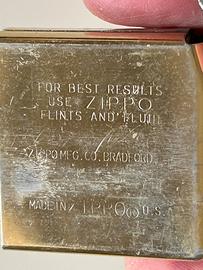 FOR BEST RESULTS
USE ZIPPO
FLINTS AND FLUID
ZIPPO MFG. CO. BRADFORD,
MADE IN ZIPPO® U.S.A